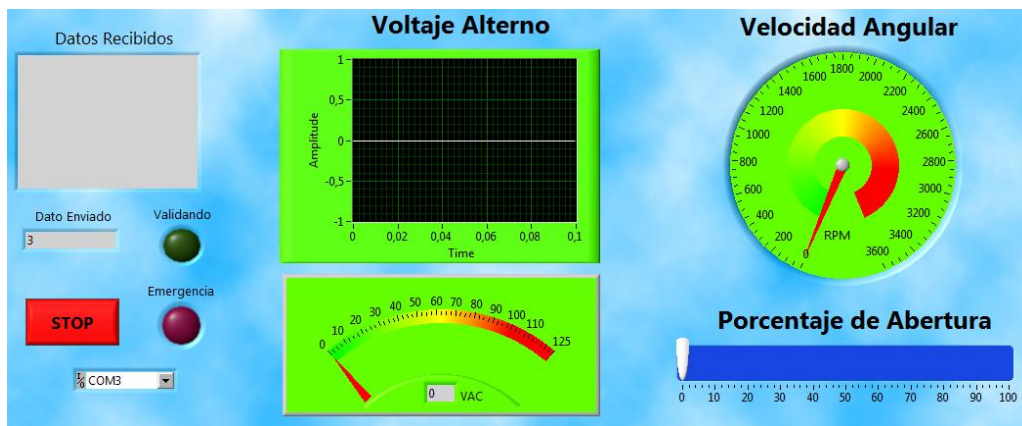 Datos Recibidos
Dato Enviado
3
Validando
STOP
Emergencia
I/O COM3
Voltaje Alterno
Amplitude
1
0,5
0
-0,5
-1
0 0,02 0,04 0,06 0,08 0,1
Time
0 10 20 30 40 50 60 70 80 90 100 110 125
0 VAC
Velocidad Angular
0 200 400 600 800 1000 1200 1400 1600 1800 2000 2200 2400 2600 2800 3000 3200 3400 3600
RPM
Porcentaje de Abertura
0 10 20 30 40 50 60 70 80 90 100